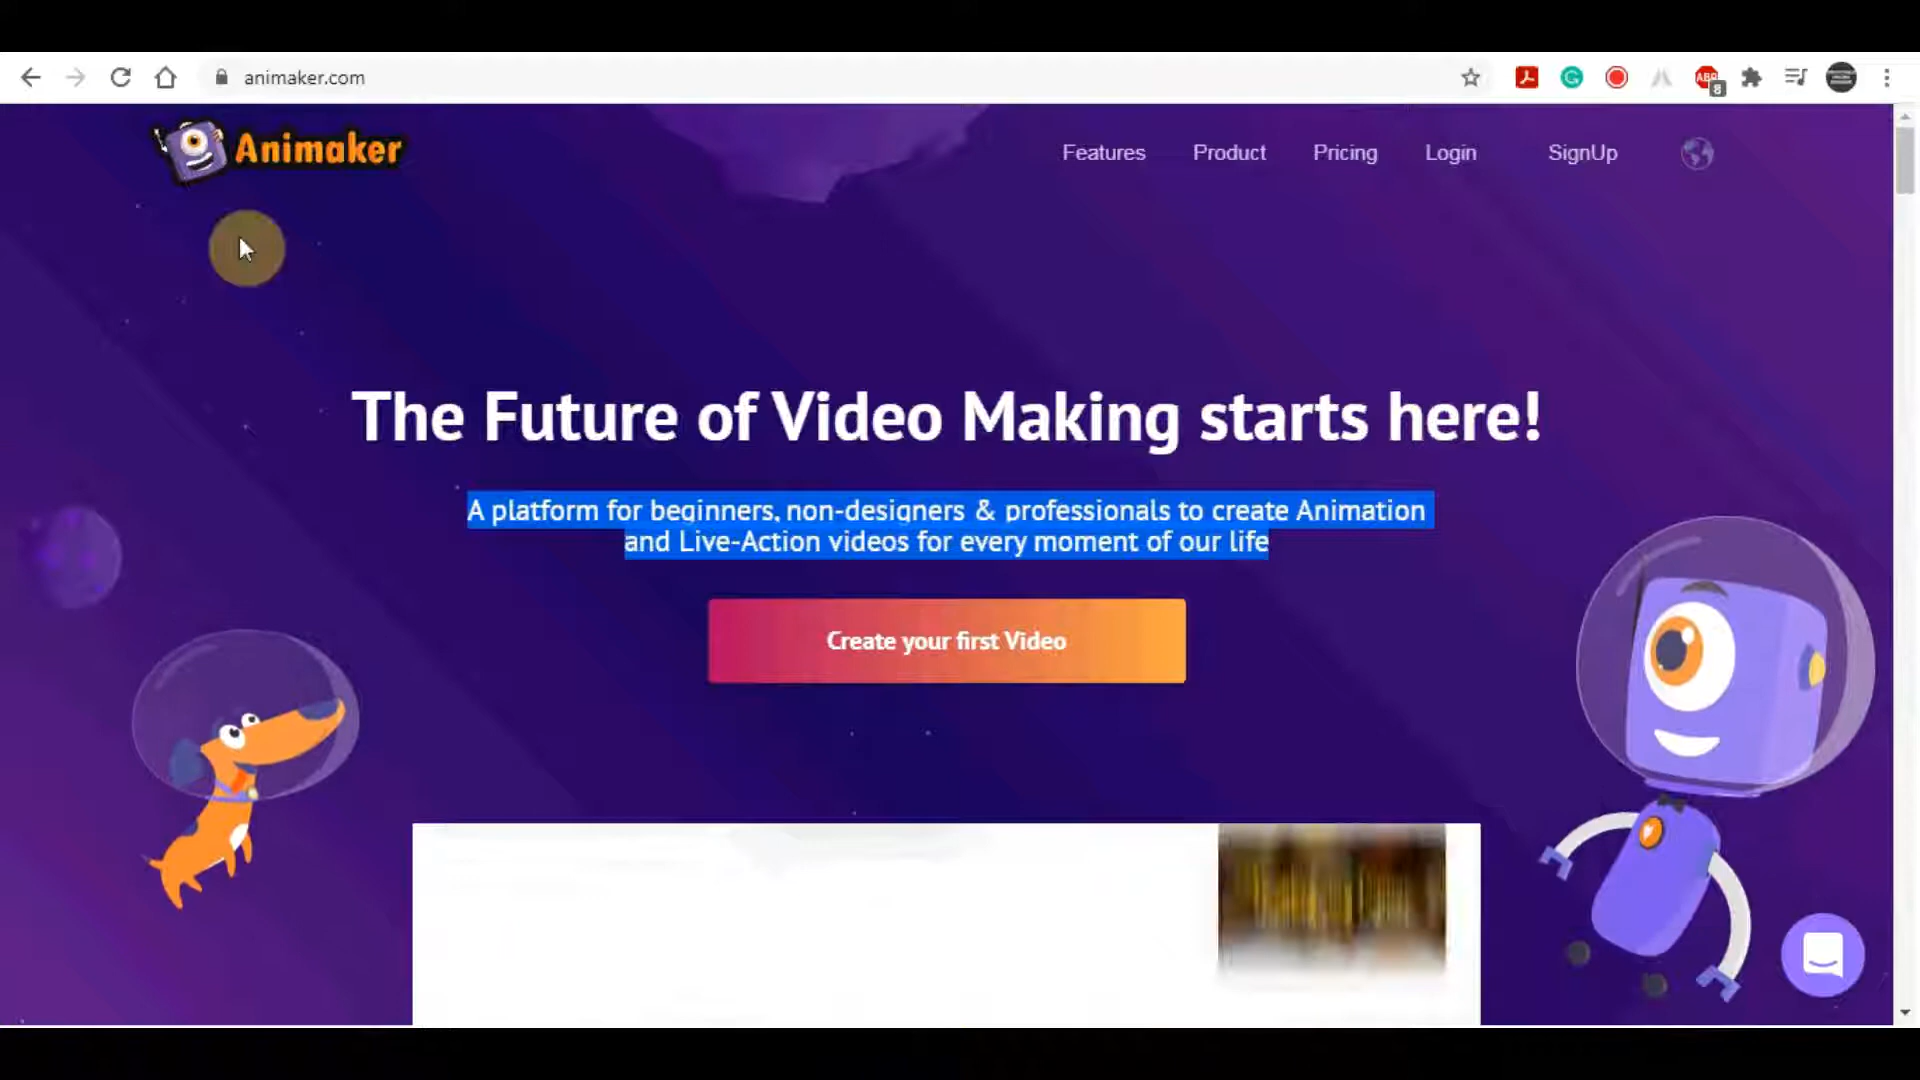 animaker.com
ABP
8
Animaker
Features
Product
Pricing
Login
SignUp
The Future of Video Making starts here!
A platform for beginners, non-designers & professionals to create Animation
and Live-Action videos for every moment of our life
Create your first Video